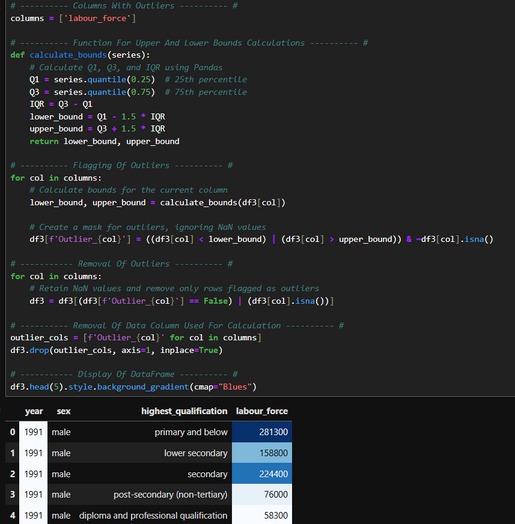 # ---------- Columns With Outliers ---------- #
columns = ['labour_force']
# ---------- Function For Upper And Lower Bounds Calculations ---------- #
def calculate_bounds(series):
# Calculate Q1, Q3, and IQR using Pandas
Q1 = series.quantile(0.25)  # 25th percentile
Q3 = series.quantile(0.75)  # 75th percentile
IQR = Q3 - Q1
lower_bound = Q1 - 1.5 * IQR
upper_bound = Q3 + 1.5 * IQR
return lower_bound, upper_bound
# ---------- Flagging Of Outliers ---------- #
for col in columns:
# Calculate bounds for the current column
lower_bound, upper_bound = calculate_bounds(df3[col])
# Create a mask for outliers, ignoring NaN values
df3[f'Outlier_{col}'] = ((df3[col] < lower_bound) | (df3[col] > upper_bound)) & ~df3[col].isna()
# ---------- Removal Of Outliers ---------- #
for col in columns:
# Retain NaN values and remove only rows flagged as outliers
df3 = df3[(df3[f'Outlier_{col}'] == False) | (df3[col].isna())]
# ---------- Removal Of Data Column Used For Calculation ---------- #
outlier_cols = [f'Outlier_{col}' for col in columns]
df3.drop(outlier_cols, axis=1, inplace=True)
# ---------- Display Of DataFrame ---------- #
df3.head(5).style.background_gradient(cmap="Blues")
year sex highest_qualification labour_force
0 1991 male primary and below 281300
1 1991 male lower secondary 158800
2 1991 male secondary 224400
3 1991 male post-secondary (non-tertiary) 76000
4 1991 male diploma and professional qualification 58300